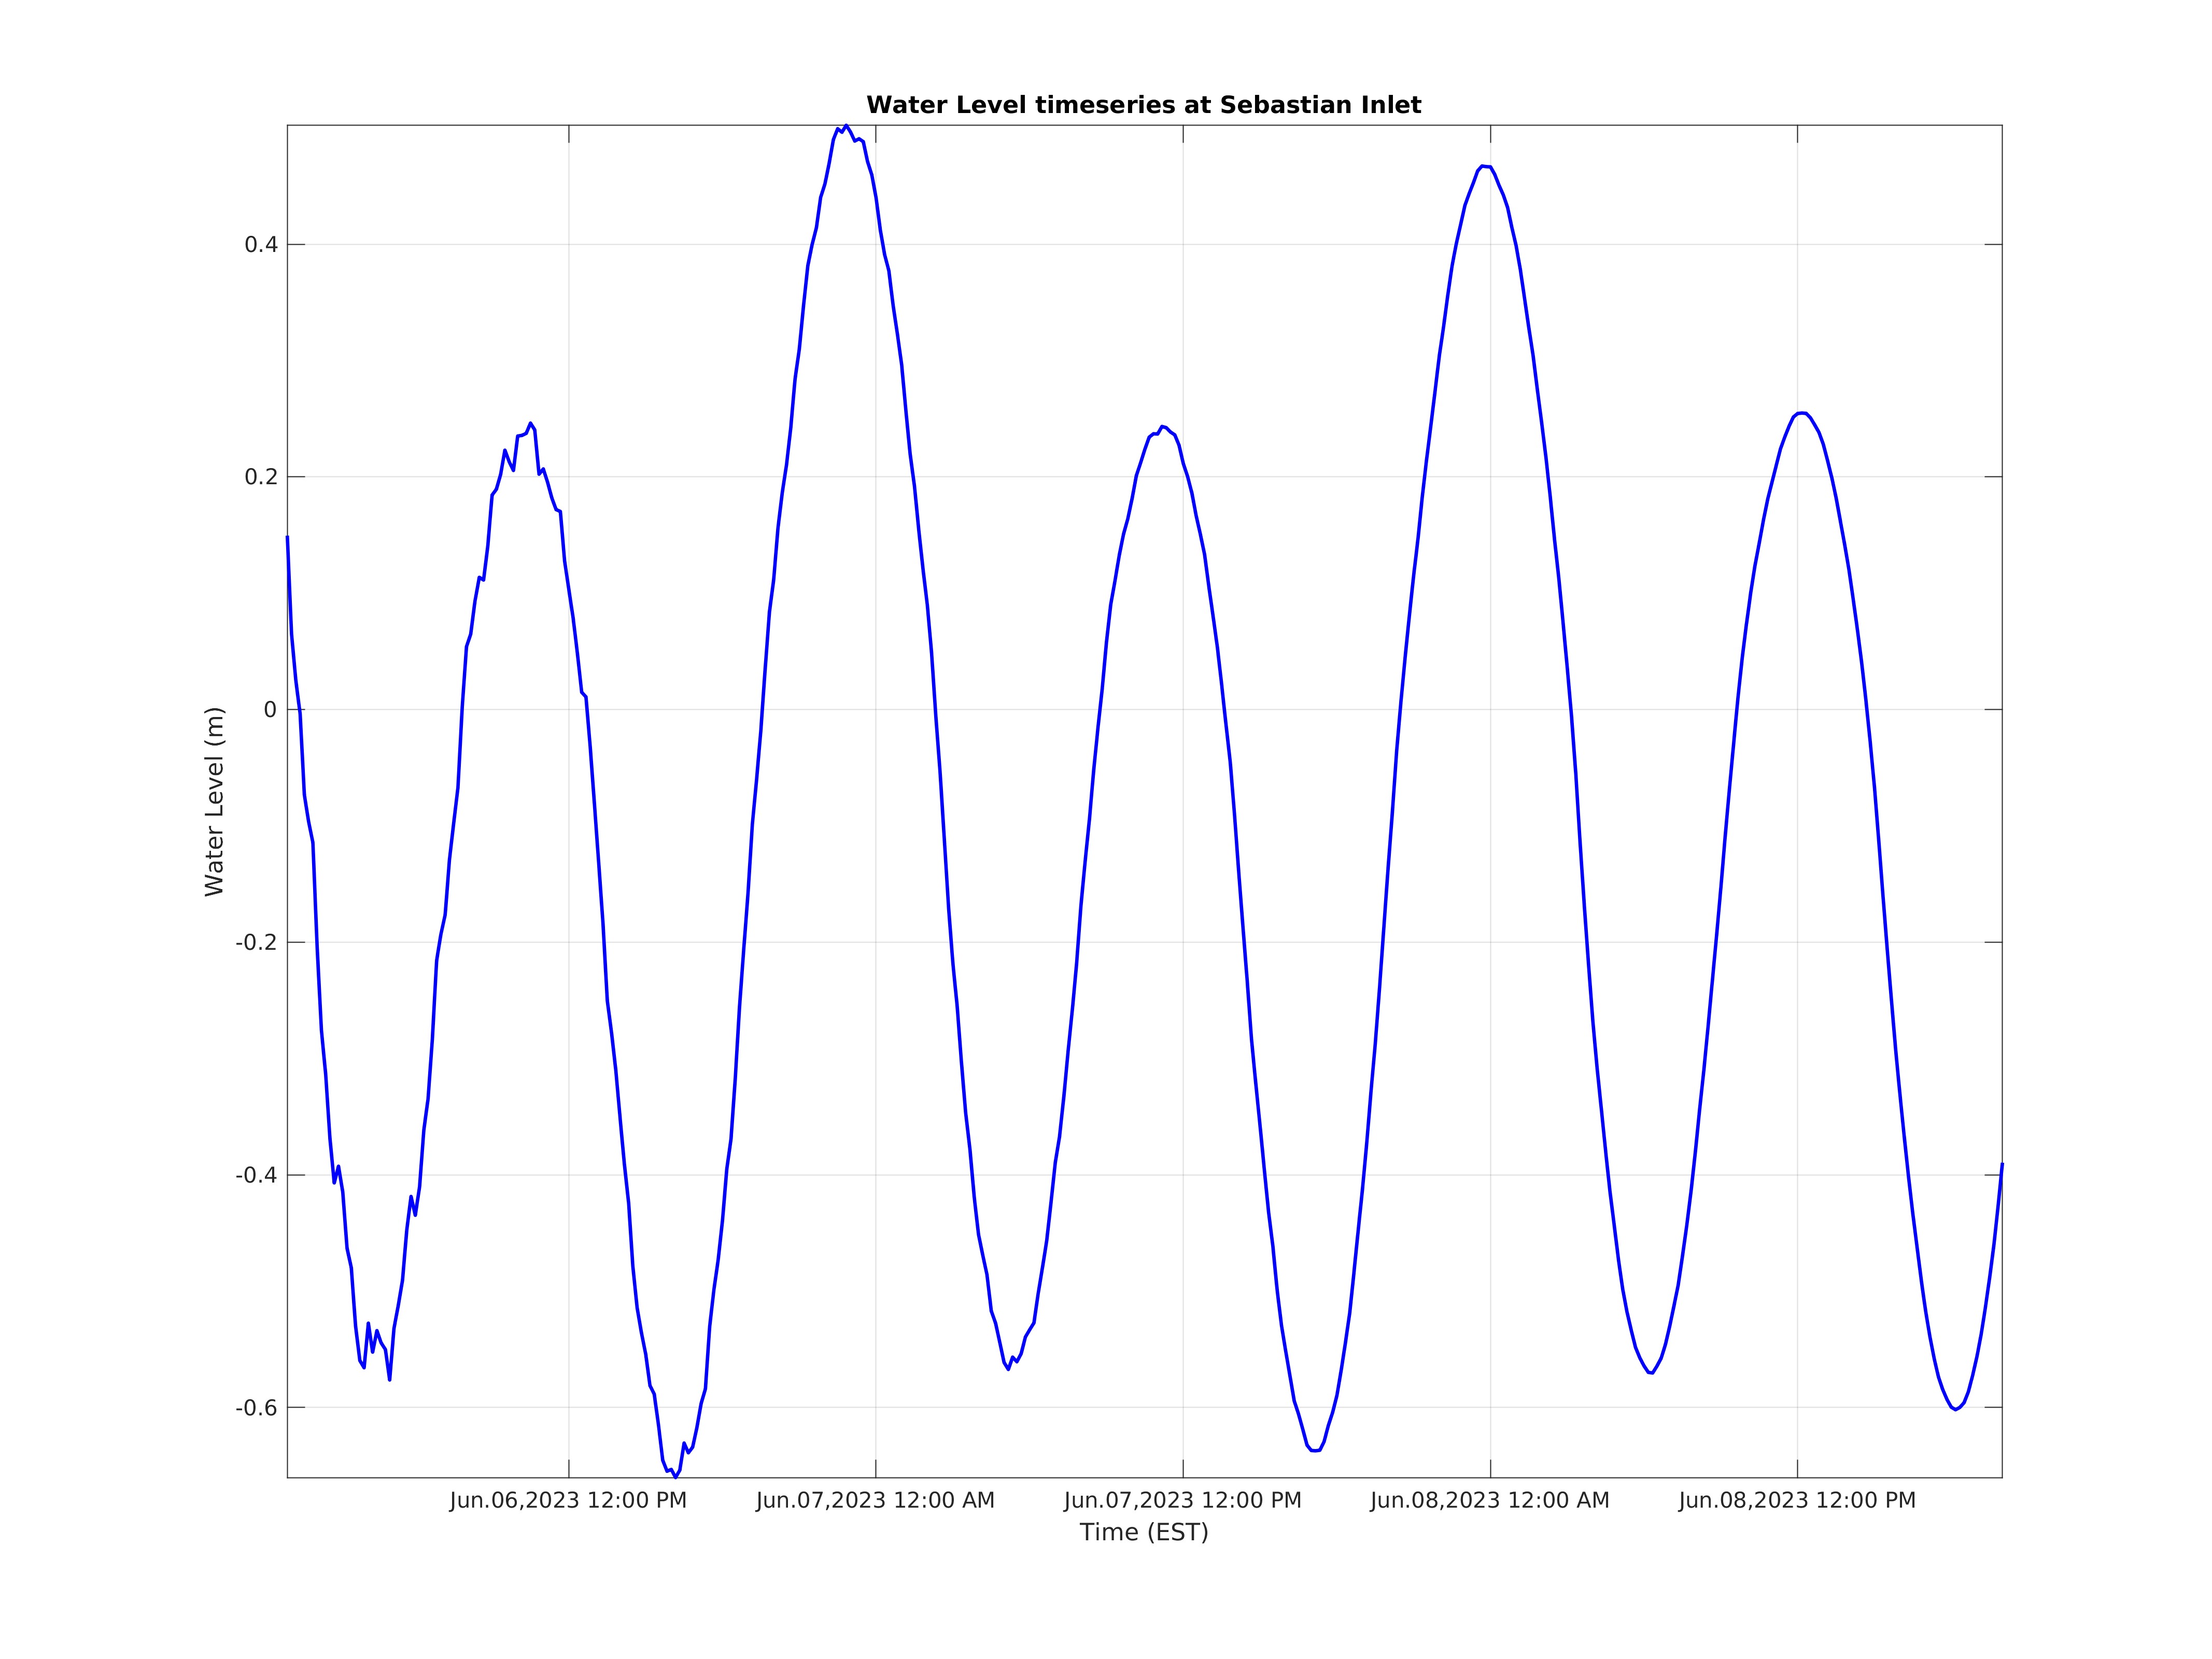 Water Level timeseries at Sebastian Inlet
0.4
0.2
0
-0.2
-0.4
-0.6
Water Level (m)
Jun.06,2023 12:00 PM
Jun.07,2023 12:00 AM
Jun.07,2023 12:00 PM
Jun.08,2023 12:00 AM
Jun.08,2023 12:00 PM
Time (EST)